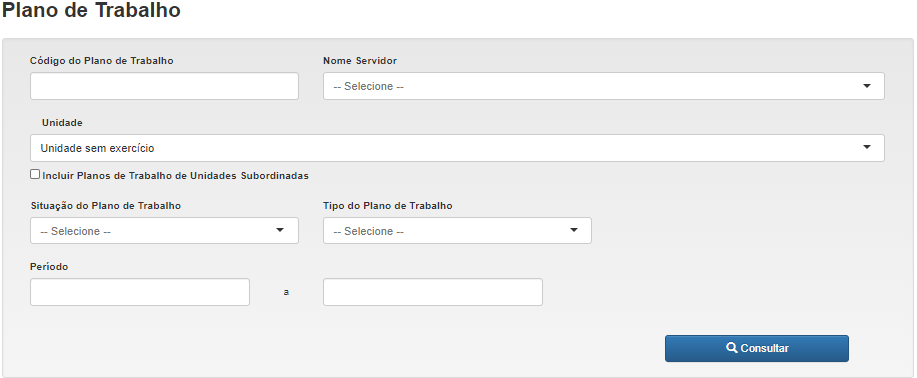 Plano de Trabalho
Código do Plano de Trabalho Nome Servidor
-- Selecione --
Unidade
Unidade sem exercício
Incluir Planos de Trabalho de Unidades Subordinadas
Situação do Plano de Trabalho Tipo do Plano de Trabalho
-- Selecione -- -- Selecione --
Período
a
Consultar